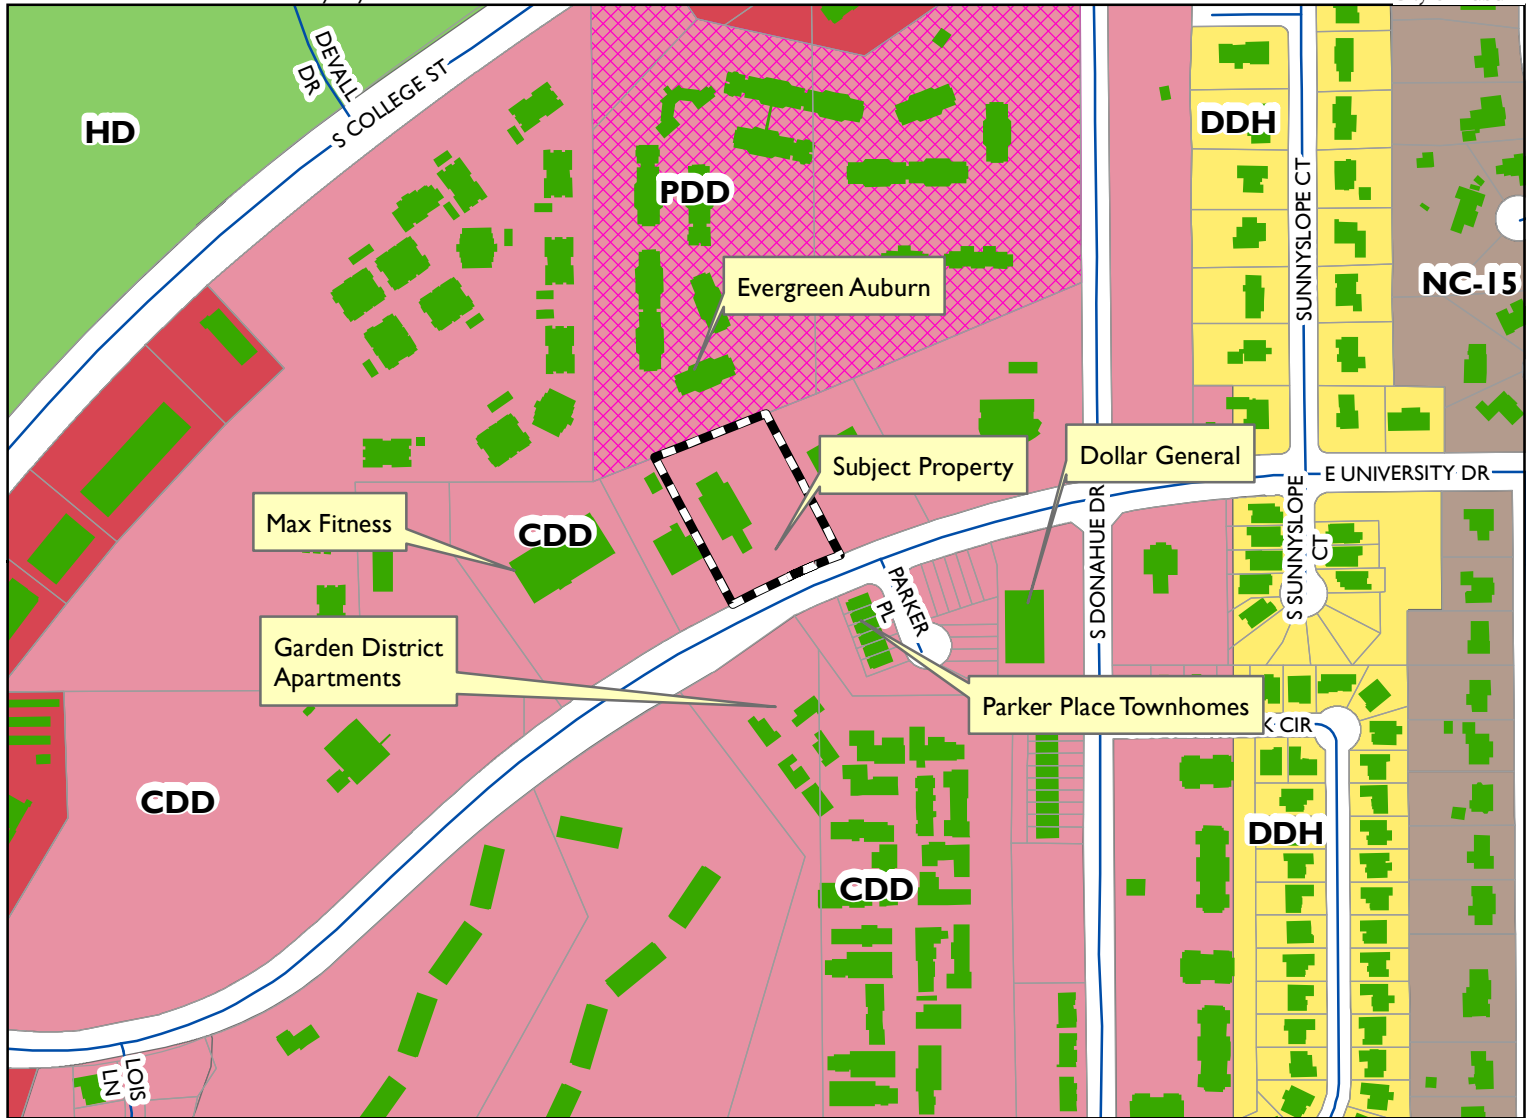 DEVALL
DR
S COLLEGE ST
HD
DDH
SUNNYSLOPE CT
PDD
NC-15
Evergreen Auburn
Subject Property
Dollar General
E UNIVERSITY DR
Max Fitness
CDD
S DONAHUE DR
S SUNNYSLOPE
CT
PARKER
PL
Garden District
Apartments
Parker Place Townhomes
K CIR
CDD
DDH
CDD
LOIS
LN